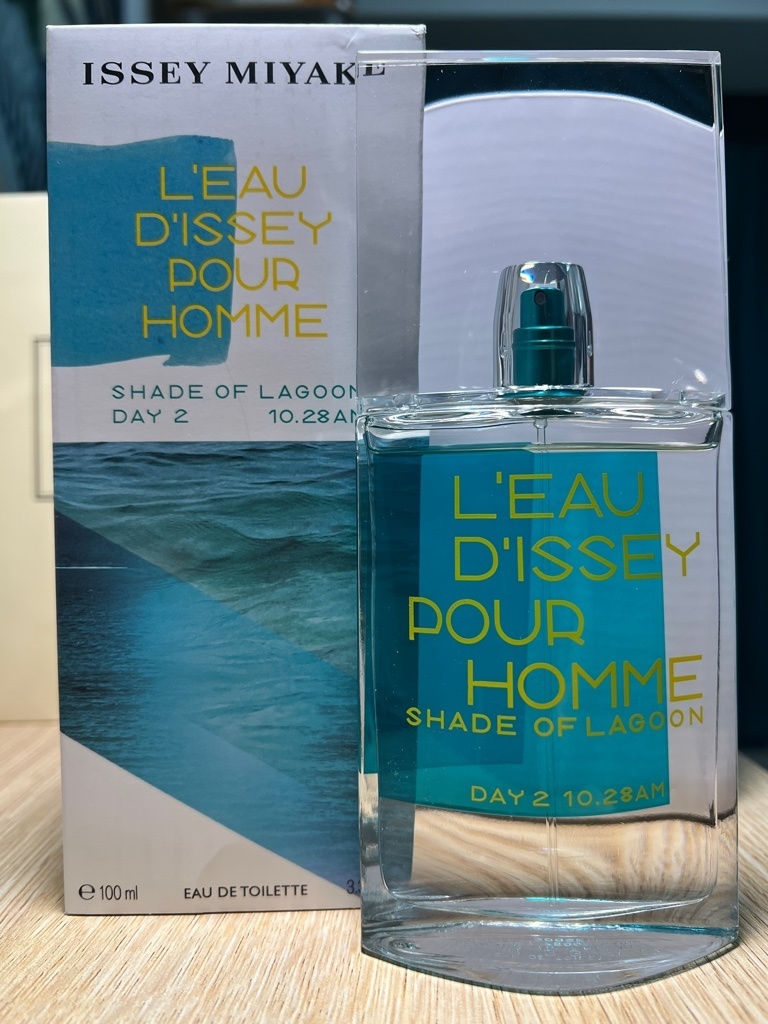 ISSEY MIYAKE
L'EAU
D'ISSEY
POUR
HOMME
SHADE OF LAGOON
DAY 2 10.28AM
℮ 100 ml EAU DE TOILETTE
L'EAU
D'ISSEY
POUR
HOMME
SHADE OF LAGOON
DAY 2 10.28AM